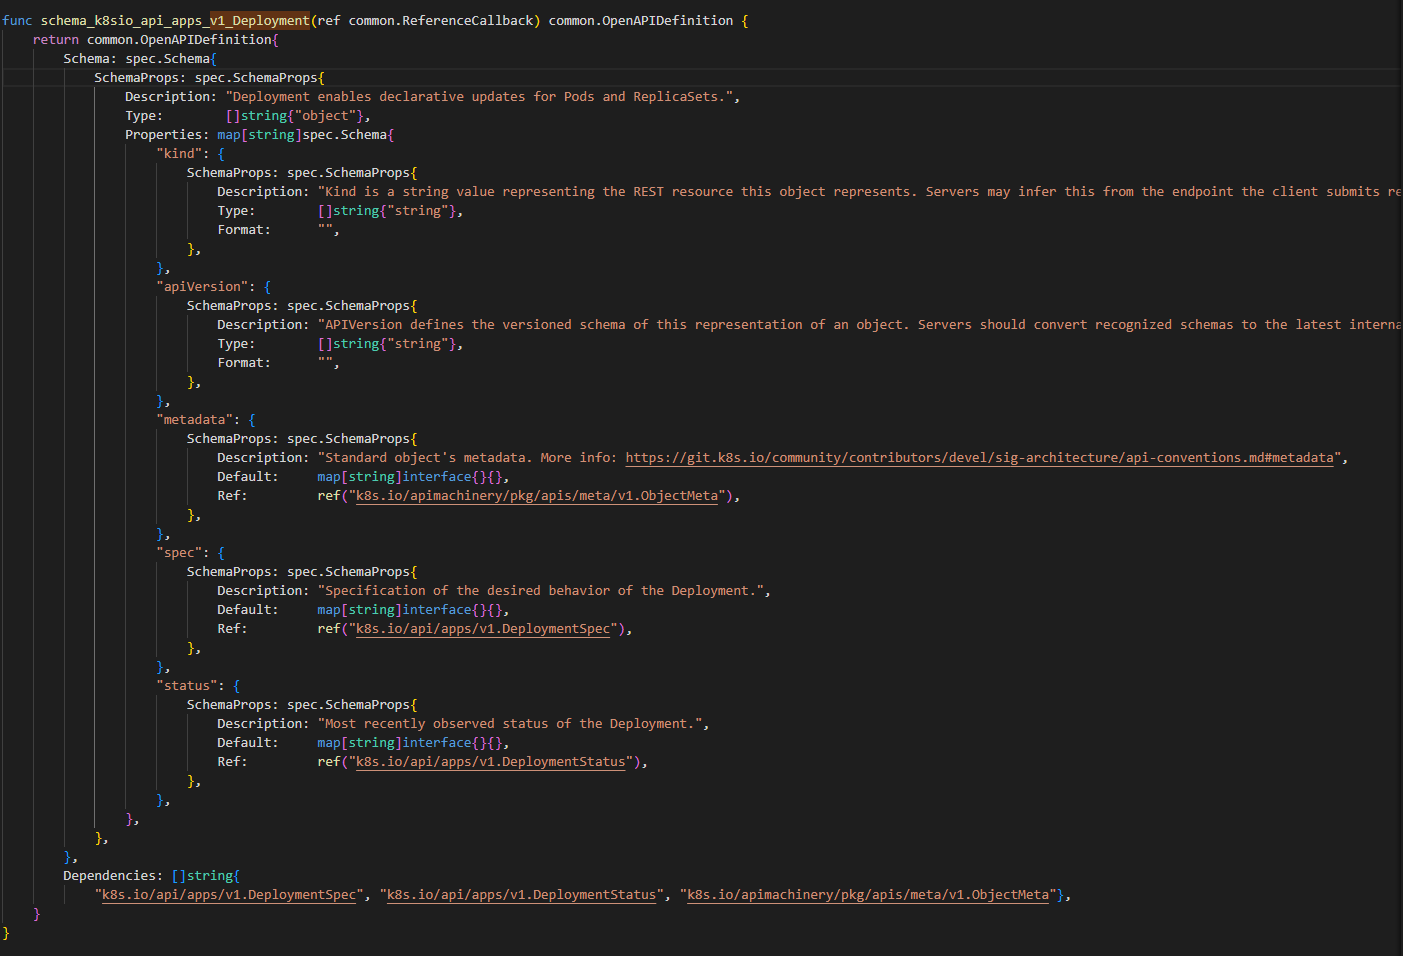 func schema_k8sio_api_apps_v1_Deployment(ref common.ReferenceCallback) common.OpenAPIDefinition {
    return common.OpenAPIDefinition{
        Schema: spec.Schema{
            SchemaProps: spec.SchemaProps{
                Description: "Deployment enables declarative updates for Pods and ReplicaSets.",
                Type:        []string{"object"},
                Properties: map[string]spec.Schema{
                    "kind": {
                        SchemaProps: spec.SchemaProps{
                            Description: "Kind is a string value representing the REST resource this object represents. Servers may infer this from the endpoint the client submits re
                            Type:        []string{"string"},
                            Format:      "",
                        },
                    },
                    "apiVersion": {
                        SchemaProps: spec.SchemaProps{
                            Description: "APIVersion defines the versioned schema of this representation of an object. Servers should convert recognized schemas to the latest interna
                            Type:        []string{"string"},
                            Format:      "",
                        },
                    },
                    "metadata": {
                        SchemaProps: spec.SchemaProps{
                            Description: "Standard object's metadata. More info: https://git.k8s.io/community/contributors/devel/sig-architecture/api-conventions.md#metadata",
                            Default:     map[string]interface{}{},
                            Ref:         ref("k8s.io/apimachinery/pkg/apis/meta/v1.ObjectMeta"),
                        },
                    },
                    "spec": {
                        SchemaProps: spec.SchemaProps{
                            Description: "Specification of the desired behavior of the Deployment.",
                            Default:     map[string]interface{}{},
                            Ref:         ref("k8s.io/api/apps/v1.DeploymentSpec"),
                        },
                    },
                    "status": {
                        SchemaProps: spec.SchemaProps{
                            Description: "Most recently observed status of the Deployment.",
                            Default:     map[string]interface{}{},
                            Ref:         ref("k8s.io/api/apps/v1.DeploymentStatus"),
                        },
                    },
                },
            },
        },
        Dependencies: []string{
            "k8s.io/api/apps/v1.DeploymentSpec", "k8s.io/api/apps/v1.DeploymentStatus", "k8s.io/apimachinery/pkg/apis/meta/v1.ObjectMeta"},
    }
}